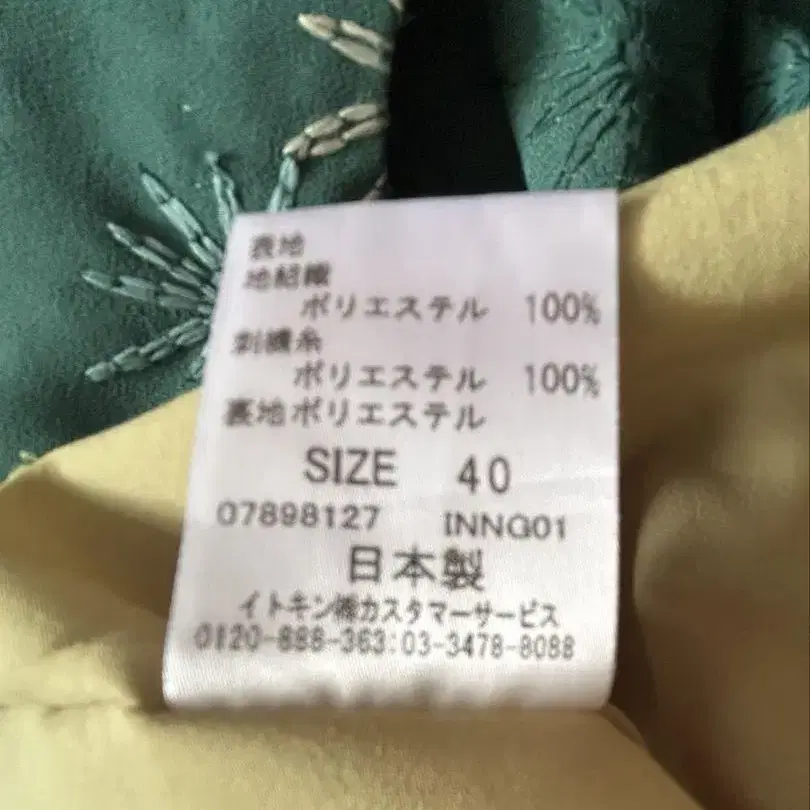 表地
地組織
ポリエステル 100%
刺繍糸
ポリエステル 100%
裏地ポリエステル
SIZE 40
07898127 INNG01
日本製
イトキン㈱カスタマーサービス
0120-888-363:03-3478-8088